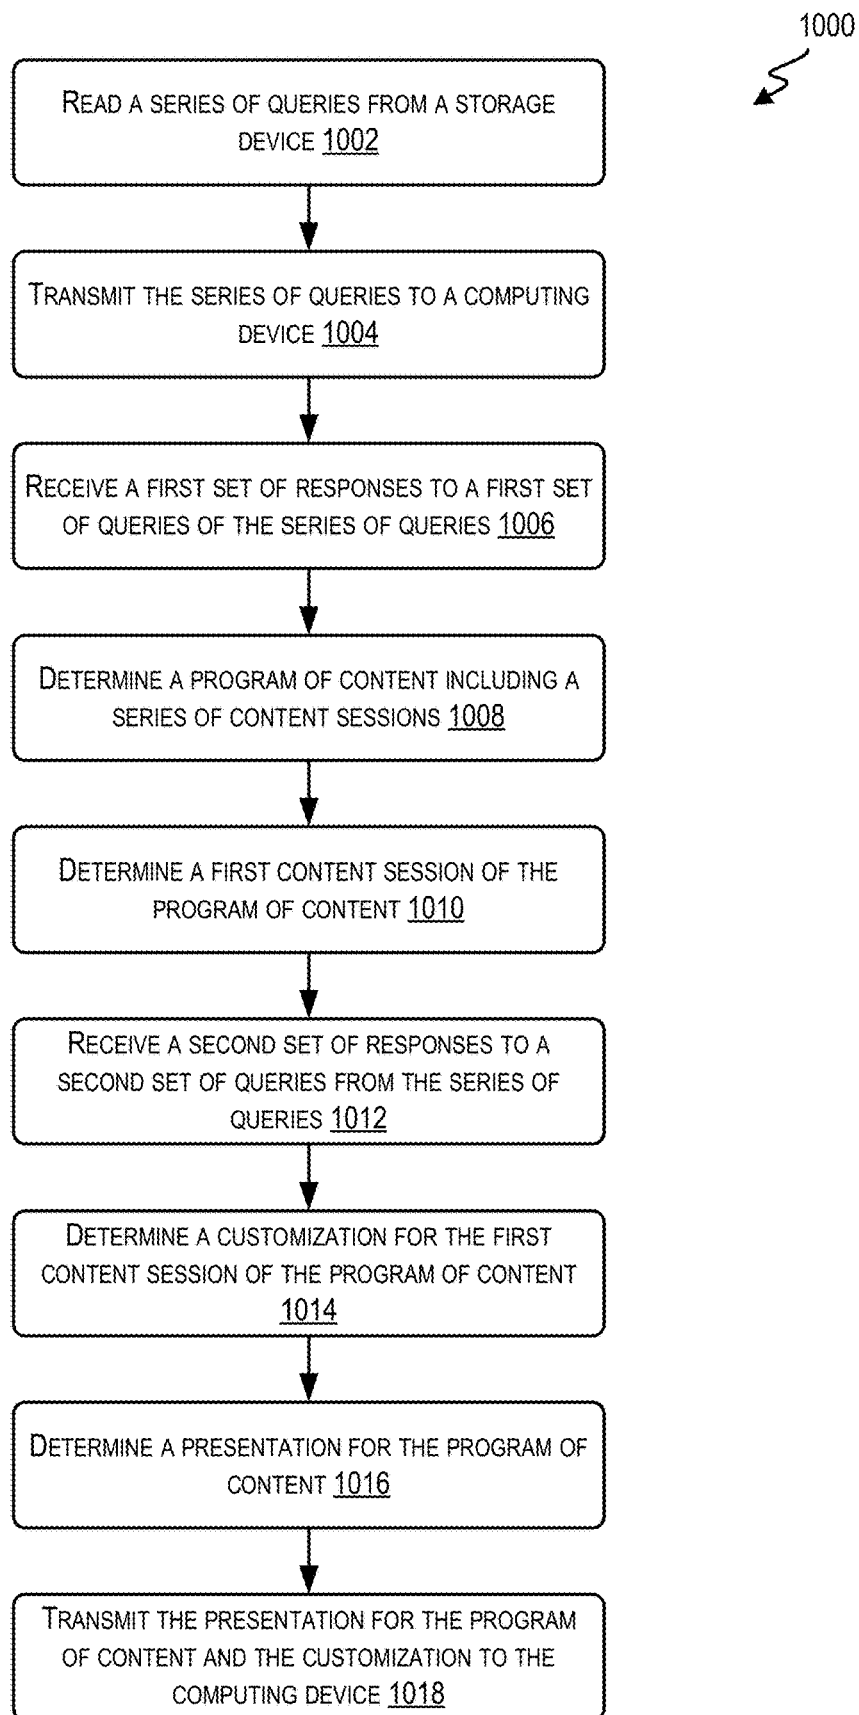 1000
READ A SERIES OF QUERIES FROM A STORAGE
DEVICE 1002
TRANSMIT THE SERIES OF QUERIES TO A COMPUTING
DEVICE 1004
RECEIVE A FIRST SET OF RESPONSES TO A FIRST SET
OF QUERIES OF THE SERIES OF QUERIES 1006
DETERMINE A PROGRAM OF CONTENT INCLUDING A
SERIES OF CONTENT SESSIONS 1008
DETERMINE A FIRST CONTENT SESSION OF THE
PROGRAM OF CONTENT 1010
RECEIVE A SECOND SET OF RESPONSES TO A
SECOND SET OF QUERIES FROM THE SERIES OF
QUERIES 1012
DETERMINE A CUSTOMIZATION FOR THE FIRST
CONTENT SESSION OF THE PROGRAM OF CONTENT
1014
DETERMINE A PRESENTATION FOR THE PROGRAM OF
CONTENT 1016
TRANSMIT THE PRESENTATION FOR THE PROGRAM
OF CONTENT AND THE CUSTOMIZATION TO THE
COMPUTING DEVICE 1018